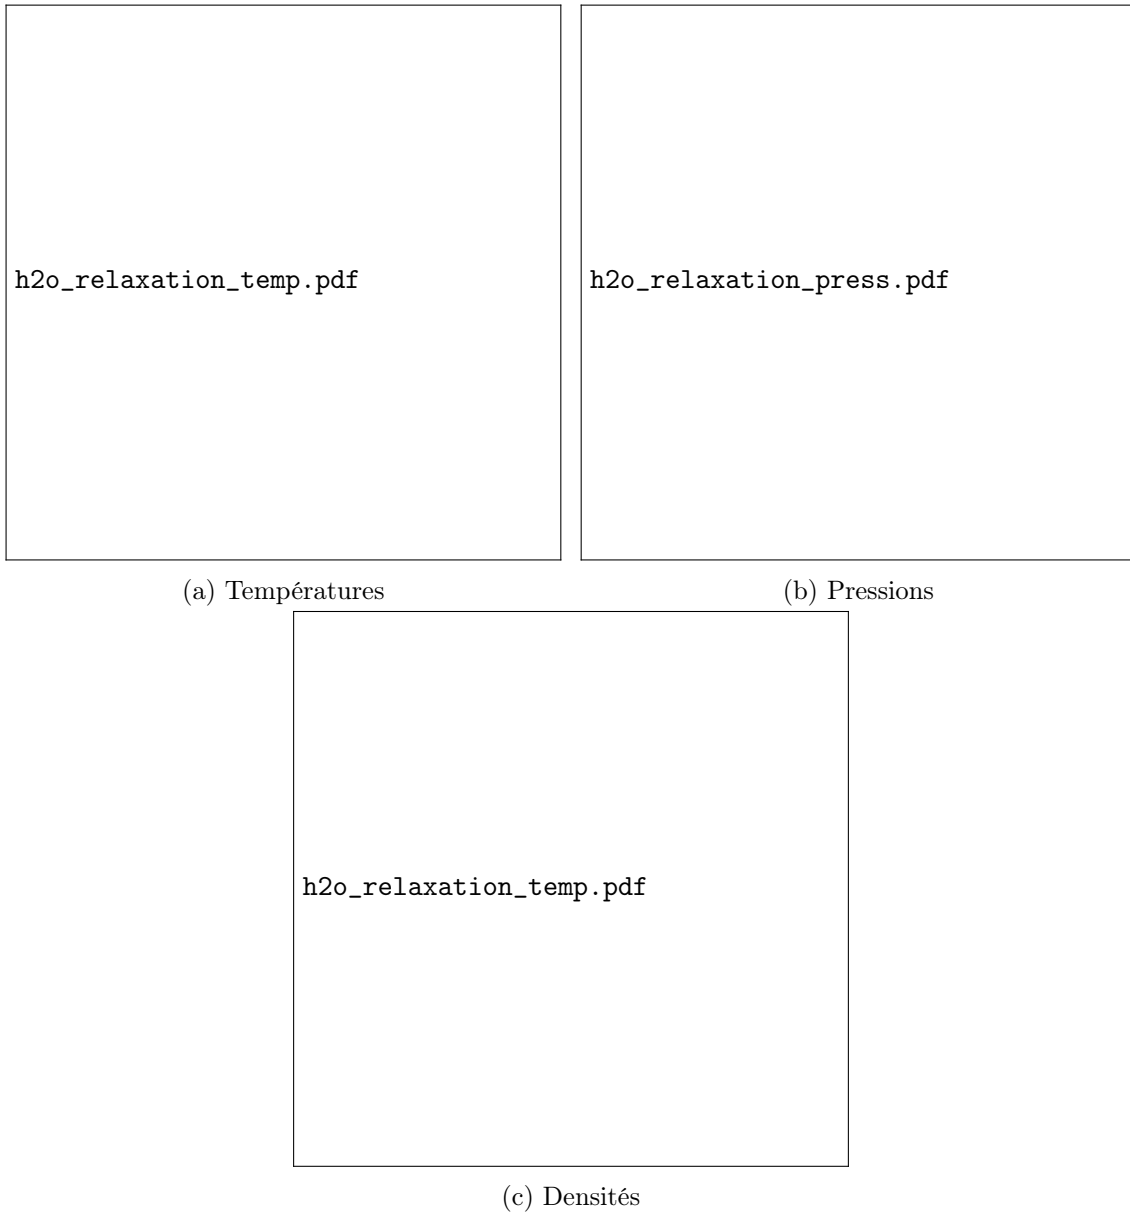 h2o_relaxation_temp.pdf
h2o_relaxation_press.pdf
(a) Températures
(b) Pressions
h2o_relaxation_temp.pdf
(c) Densités